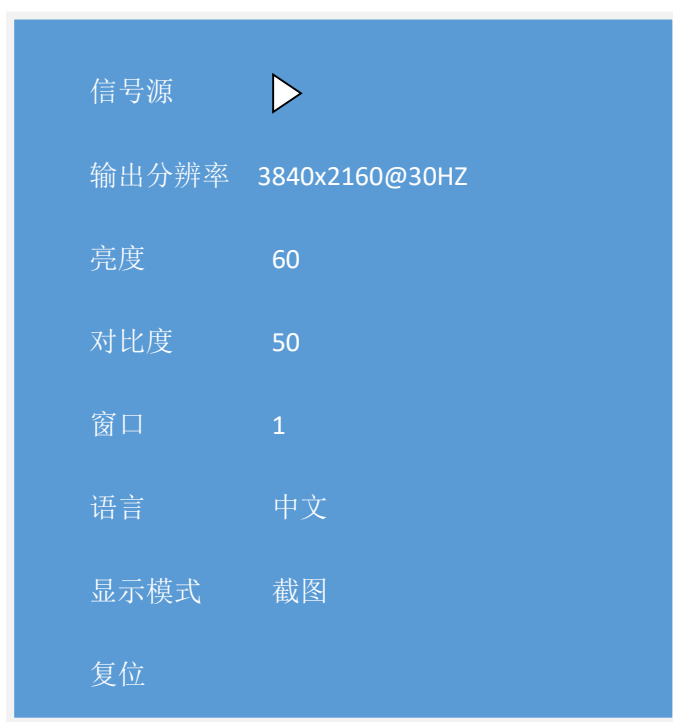 信号源
输出分辨率 3840x2160@30HZ
亮度 60
对比度 50
窗口 1
语言 中文
显示模式 截图
复位